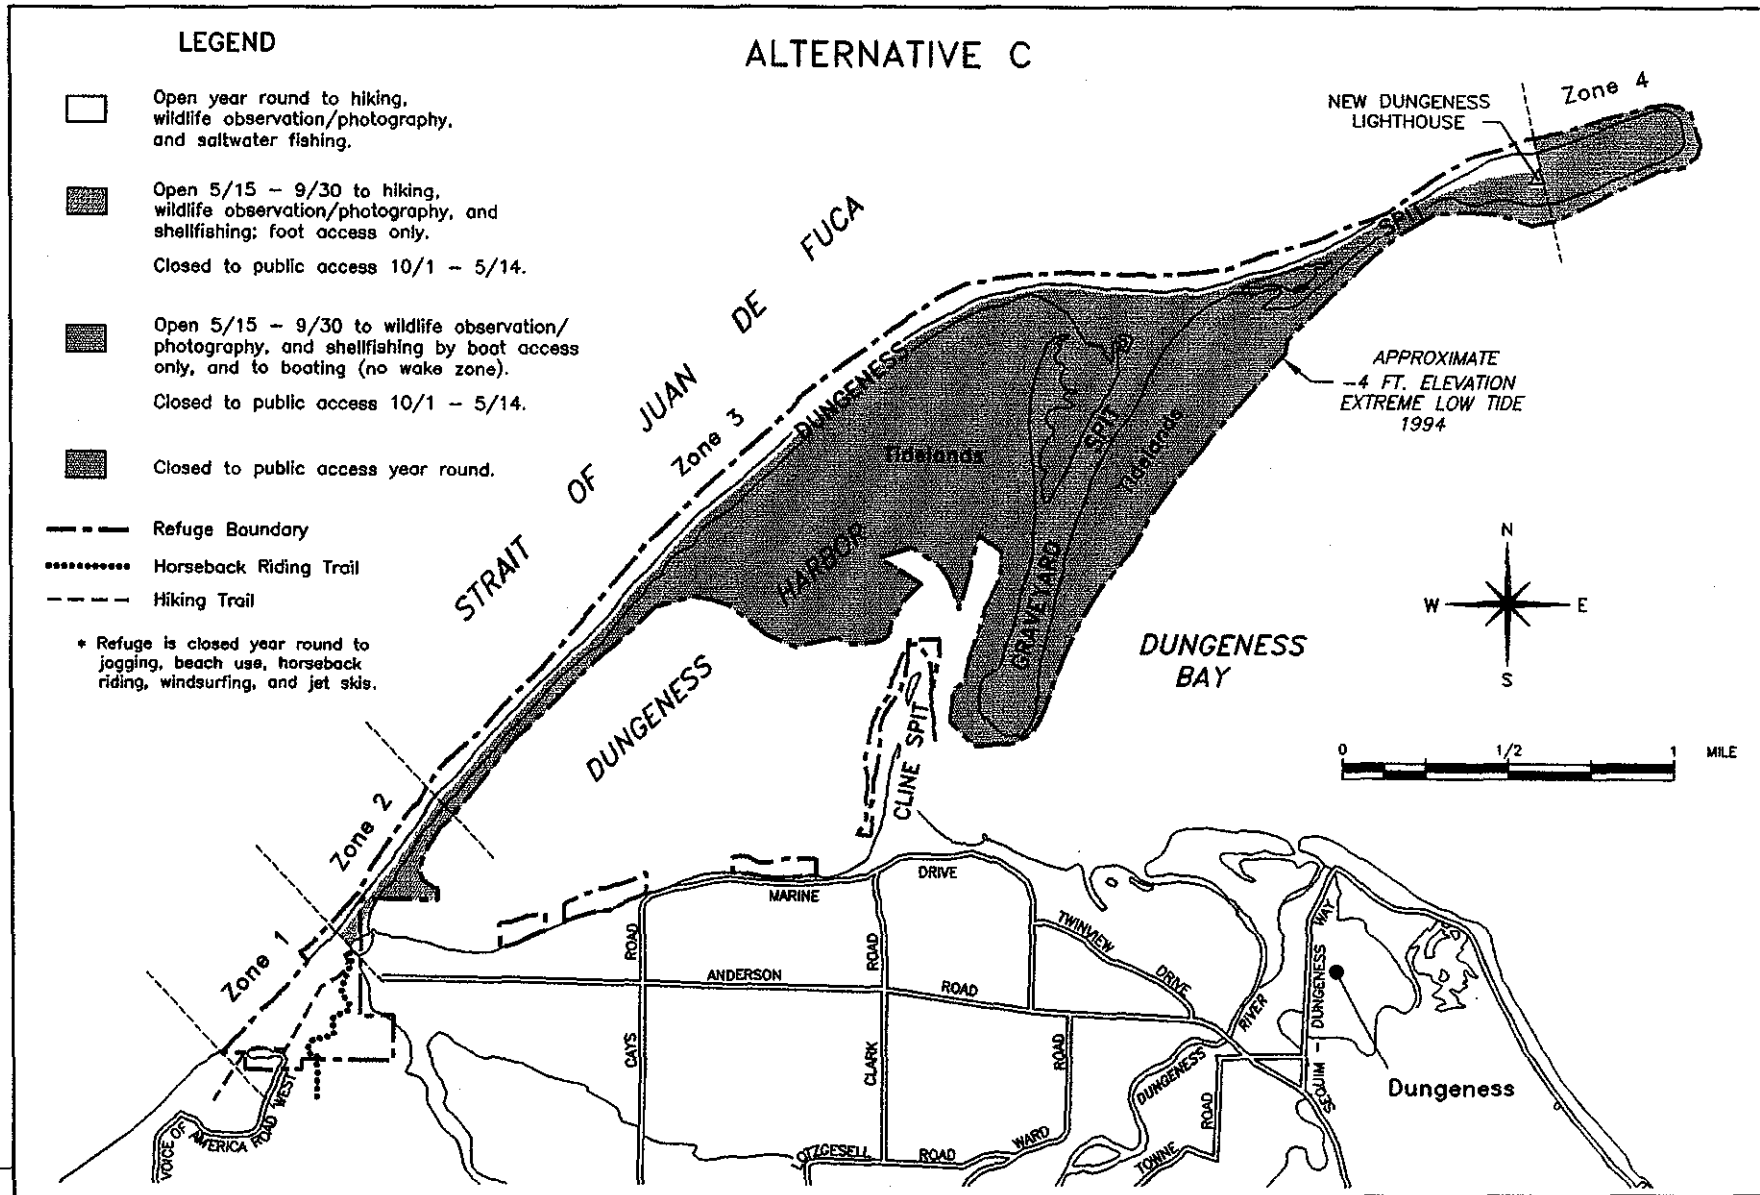 LEGEND
ALTERNATIVE C
Open year round to hiking,
wildlife observation/photography,
and saltwater fishing.
Open 5/15 - 9/30 to hiking,
wildlife observation/photography, and
shellfishing; foot access only.
Closed to public access 10/1 - 5/14.
Open 5/15 - 9/30 to wildlife observation/
photography, and shellfishing by boat access
only, and to boating (no wake zone).
Closed to public access 10/1 - 5/14.
Closed to public access year round.
Refuge Boundary
Horseback Riding Trail
Hiking Trail
* Refuge is closed year round to
jogging, beach use, horseback
riding, windsurfing, and jet skis.
NEW DUNGENESS
LIGHTHOUSE
Zone 4
STRAIT OF JUAN DE FUCA
Zone 3
DUNGENESS SPIT
Tidelands
GRAVEYARD SPIT
Tidelands
APPROXIMATE
-4 FT. ELEVATION
EXTREME LOW TIDE
1994
DUNGENESS HARBOR
DUNGENESS
BAY
N
W E
S
0 1/2 1 MILE
CLINE SPIT
Zone 2
Zone 1
MARINE DRIVE
CAYS ROAD
CLARK ROAD
ANDERSON ROAD
TWINVIEW DRIVE
DUNGENESS RIVER
SEQUIM - DUNGENESS WAY
Dungeness
ROAD
WARD
LOTZGESELL ROAD
TOWNE ROAD
VOICE OF AMERICA ROAD WEST